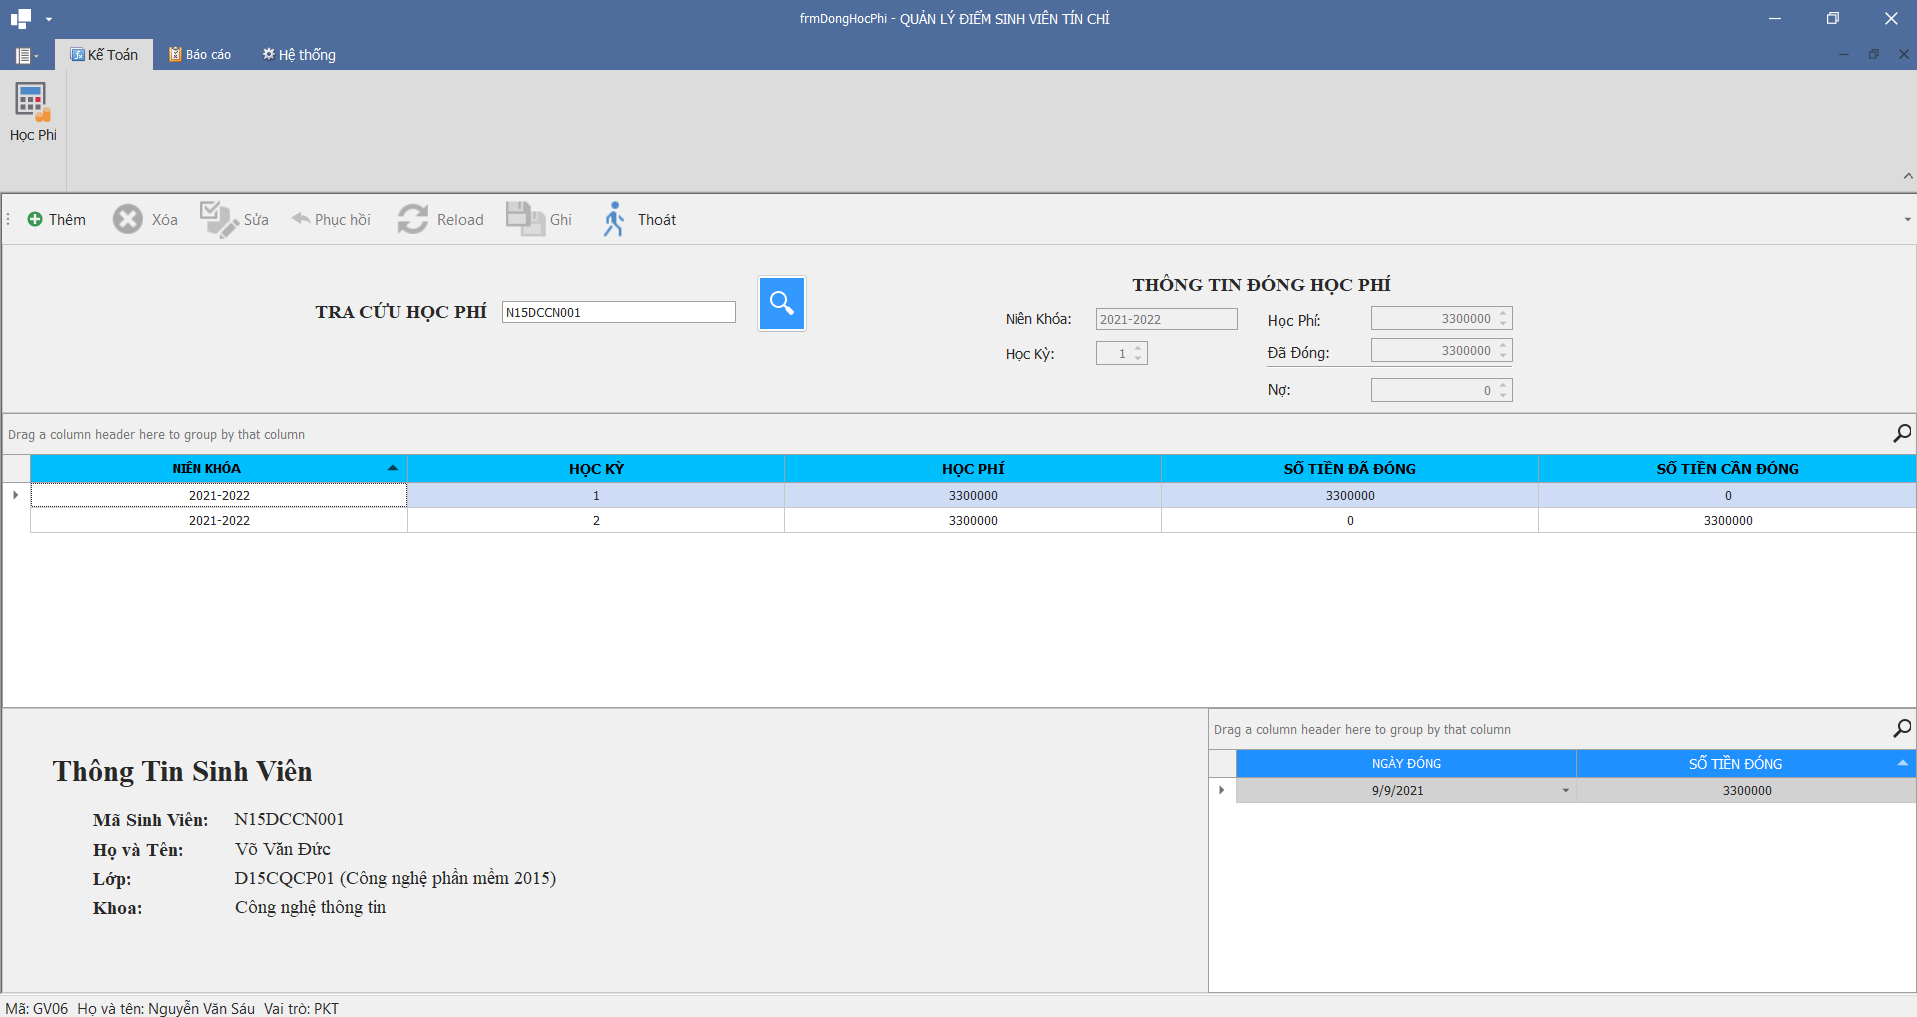 frmDongHocPhi - QUẢN LÝ ĐIỂM SINH VIÊN TÍN CHỈ
Kế Toán Báo cáo Hệ thống
Học Phi
Thêm Xóa Sửa Phục hồi Reload Ghi Thoát
THÔNG TIN ĐÓNG HỌC PHÍ
TRA CỨU HỌC PHÍ N15DCCN001
Niên Khóa: 2021-2022 Học Phí: 3300000
Học Kỳ: 1 Đã Đóng: 3300000
Nợ: 0
Drag a column header here to group by that column
NIÊN KHÓA HỌC KỲ HỌC PHÍ SỐ TIỀN ĐÃ ĐÓNG SỐ TIỀN CẦN ĐÓNG
2021-2022 1 3300000 3300000 0
2021-2022 2 3300000 0 3300000
Thông Tin Sinh Viên
Mã Sinh Viên: N15DCCN001
Họ và Tên: Võ Văn Đức
Lớp: D15CQCP01 (Công nghệ phần mềm 2015)
Khoa: Công nghệ thông tin
Drag a column header here to group by that column
NGÀY ĐÓNG SỐ TIỀN ĐÓNG
9/9/2021 3300000
Mã: GV06 Họ và tên: Nguyễn Văn Sáu Vai trò: PKT